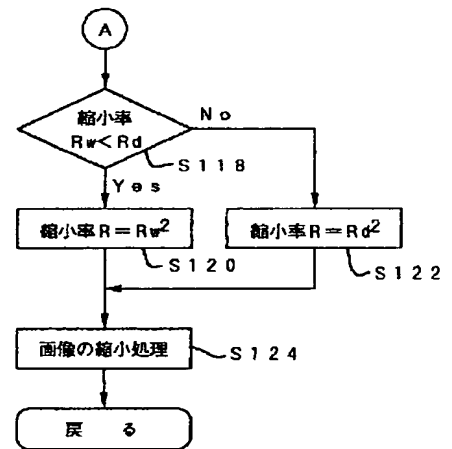 A
縮小率
Rw<Rd
No
S118
Yes
縮小率R=Rw²
縮小率R=Rd²
S120
S122
画像の縮小処理
S124
戻る